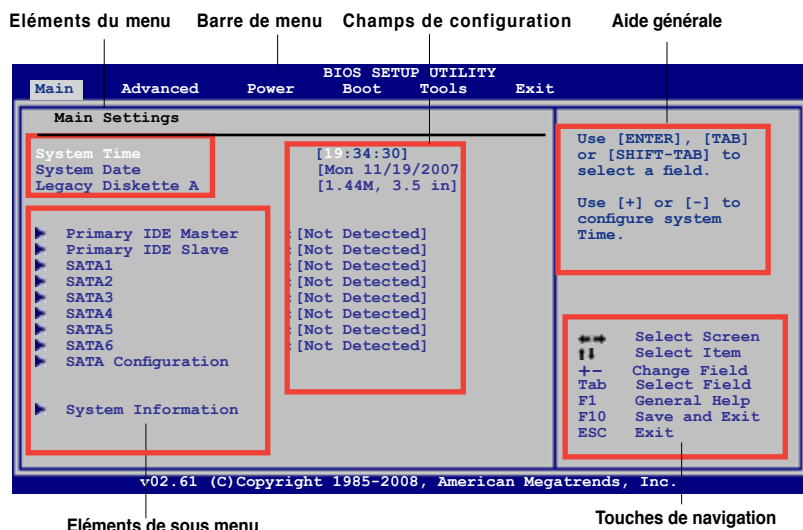 Eléments du menu Barre de menu Champs de configuration Aide générale
BIOS SETUP UTILITY
Main Advanced Power Boot Tools Exit
Main Settings
System Time [19:34:30]
System Date [Mon 11/19/2007
Legacy Diskette A [1.44M, 3.5 in]
Primary IDE Master :[Not Detected]
Primary IDE Slave :[Not Detected]
SATA1 :[Not Detected]
SATA2 :[Not Detected]
SATA3 :[Not Detected]
SATA4 :[Not Detected]
SATA5 :[Not Detected]
SATA6 :[Not Detected]
SATA Configuration
System Information
Use [ENTER], [TAB]
or [SHIFT-TAB] to
select a field.
Use [+] or [-] to
configure system
Time.
Select Screen
Select Item
+- Change Field
Tab Select Field
F1 General Help
F10 Save and Exit
ESC Exit
v02.61 (C)Copyright 1985-2008, American Megatrends, Inc.
Eléments de sous menu
Touches de navigation